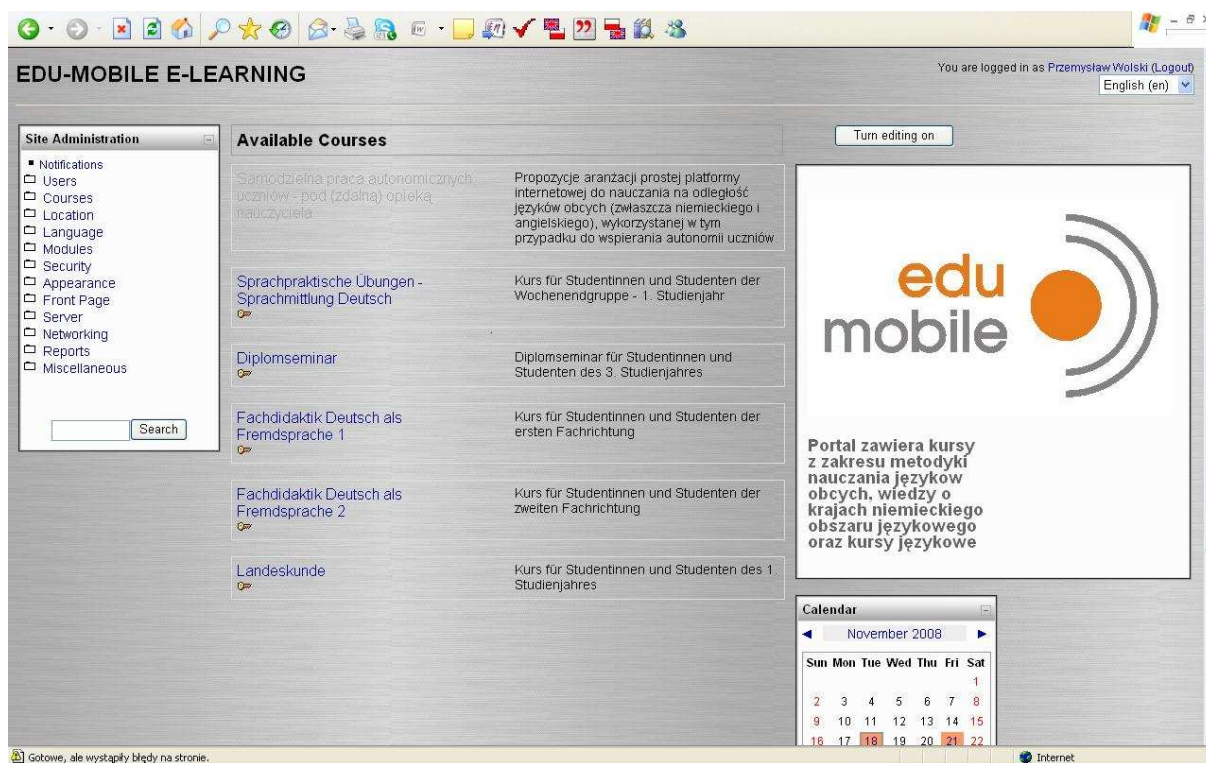 EDU-MOBILE E-LEARNING
You are logged in as Przemysław Wolski (Logout)
English (en)
Site Administration
Notifications
Users
Courses
Location
Language
Modules
Security
Appearance
Front Page
Server
Networking
Reports
Miscellaneous
Search
Available Courses
Samodzielna praca autonomicznych
uczniów - pod (zdalną) opieką
nauczyciela
Propozycje aranżacji prostej platformy
internetowej do nauczania na odległość
języków obcych (zwłaszcza niemieckiego i
angielskiego), wykorzystanej w tym
przypadku do wspierania autonomii uczniów
Sprachpraktische Übungen -
Sprachmittlung Deutsch
Kurs für Studentinnen und Studenten der
Wochenendgruppe - 1. Studienjahr
Diplomseminar
Diplomseminar für Studentinnen und
Studenten des 3. Studienjahres
Fachdidaktik Deutsch als
Fremdsprache 1
Kurs für Studentinnen und Studenten der
ersten Fachrichtung
Fachdidaktik Deutsch als
Fremdsprache 2
Kurs für Studentinnen und Studenten der
zweiten Fachrichtung
Landeskunde
Kurs für Studentinnen und Studenten des 1
Studienjahres
Turn editing on
edu
mobile
Portal zawiera kursy
z zakresu metodyki
nauczania języków
obcych, wiedzy o
krajach niemieckiego
obszaru językowego
oraz kursy językowe
Calendar
November 2008
Sun Mon Tue Wed Thu Fri Sat
1
2 3 4 5 6 7 8
9 10 11 12 13 14 15
16 17 18 19 20 21 22
Gotowe, ale wystąpiły błędy na stronie.
Internet